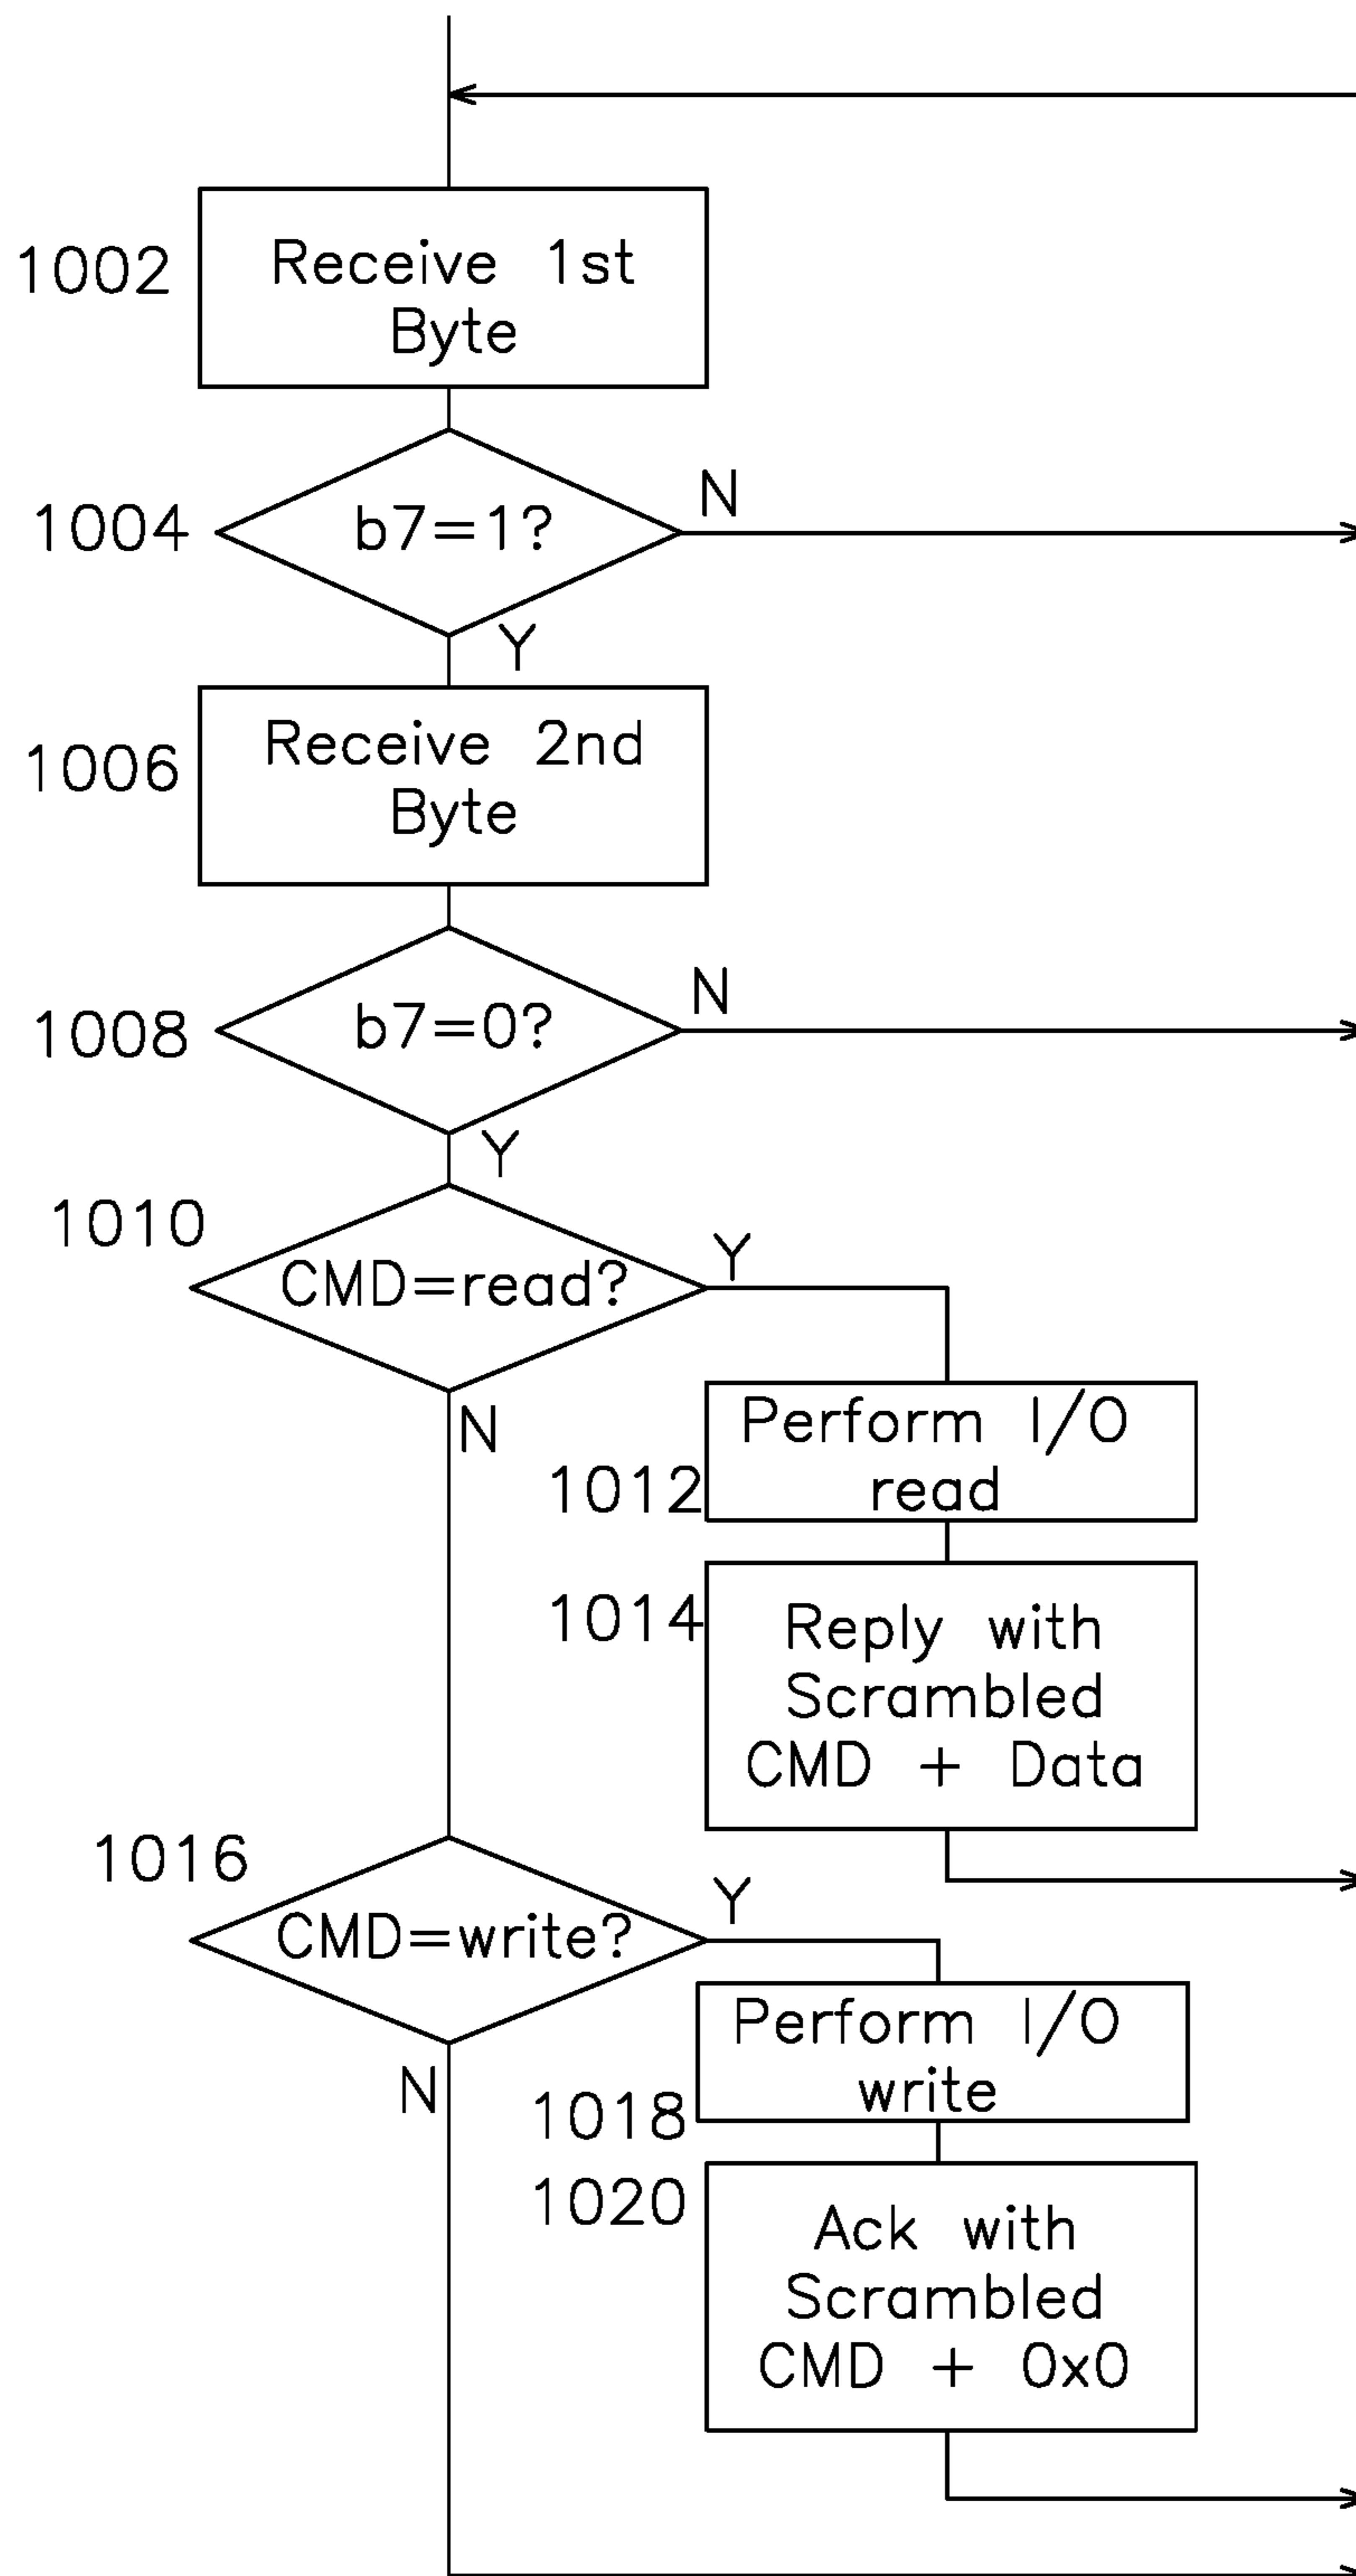 1002
Receive 1st
Byte
1004
b7=1?
N
Y
1006
Receive 2nd
Byte
1008
b7=0?
N
Y
1010
CMD=read?
Y
N
Perform I/O
1012
read
1014
Reply with
Scrambled
CMD + Data
1016
CMD=write?
Y
N
Perform I/O
write
1018
1020
Ack with
Scrambled
CMD + 0x0